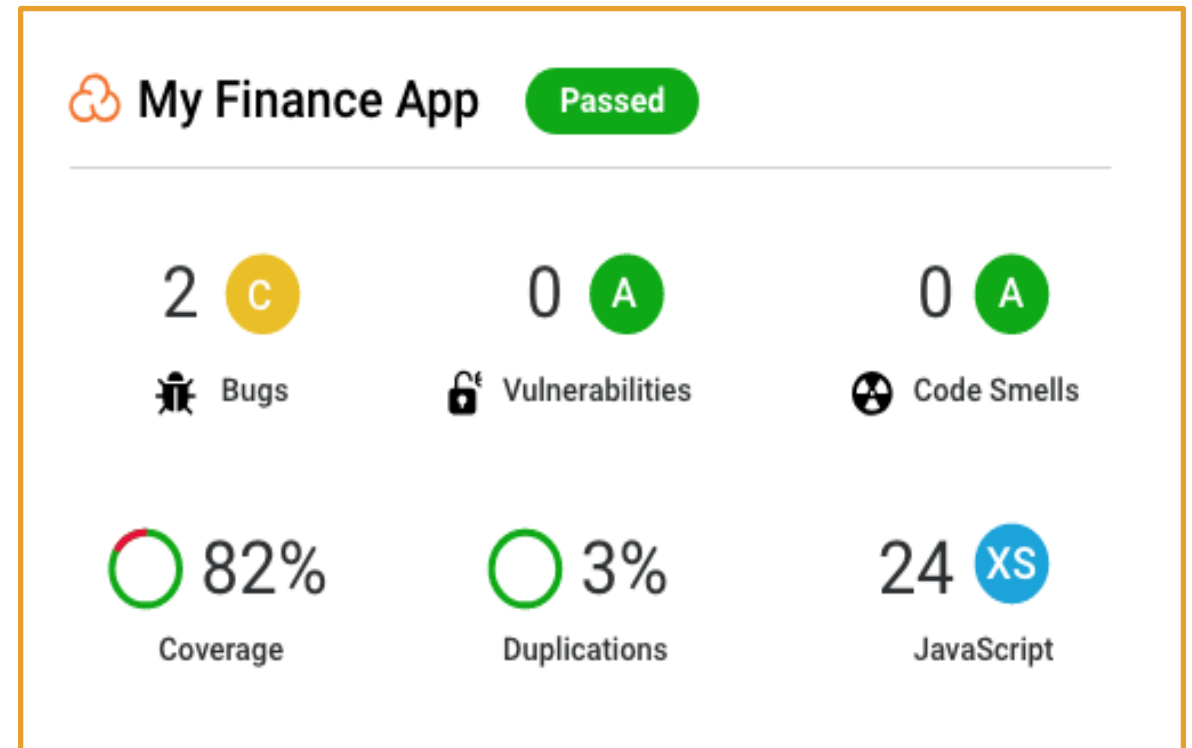 My Finance App Passed
2 C 0 A 0 A
Bugs Vulnerabilities Code Smells
82% 3% 24 XS
Coverage Duplications JavaScript